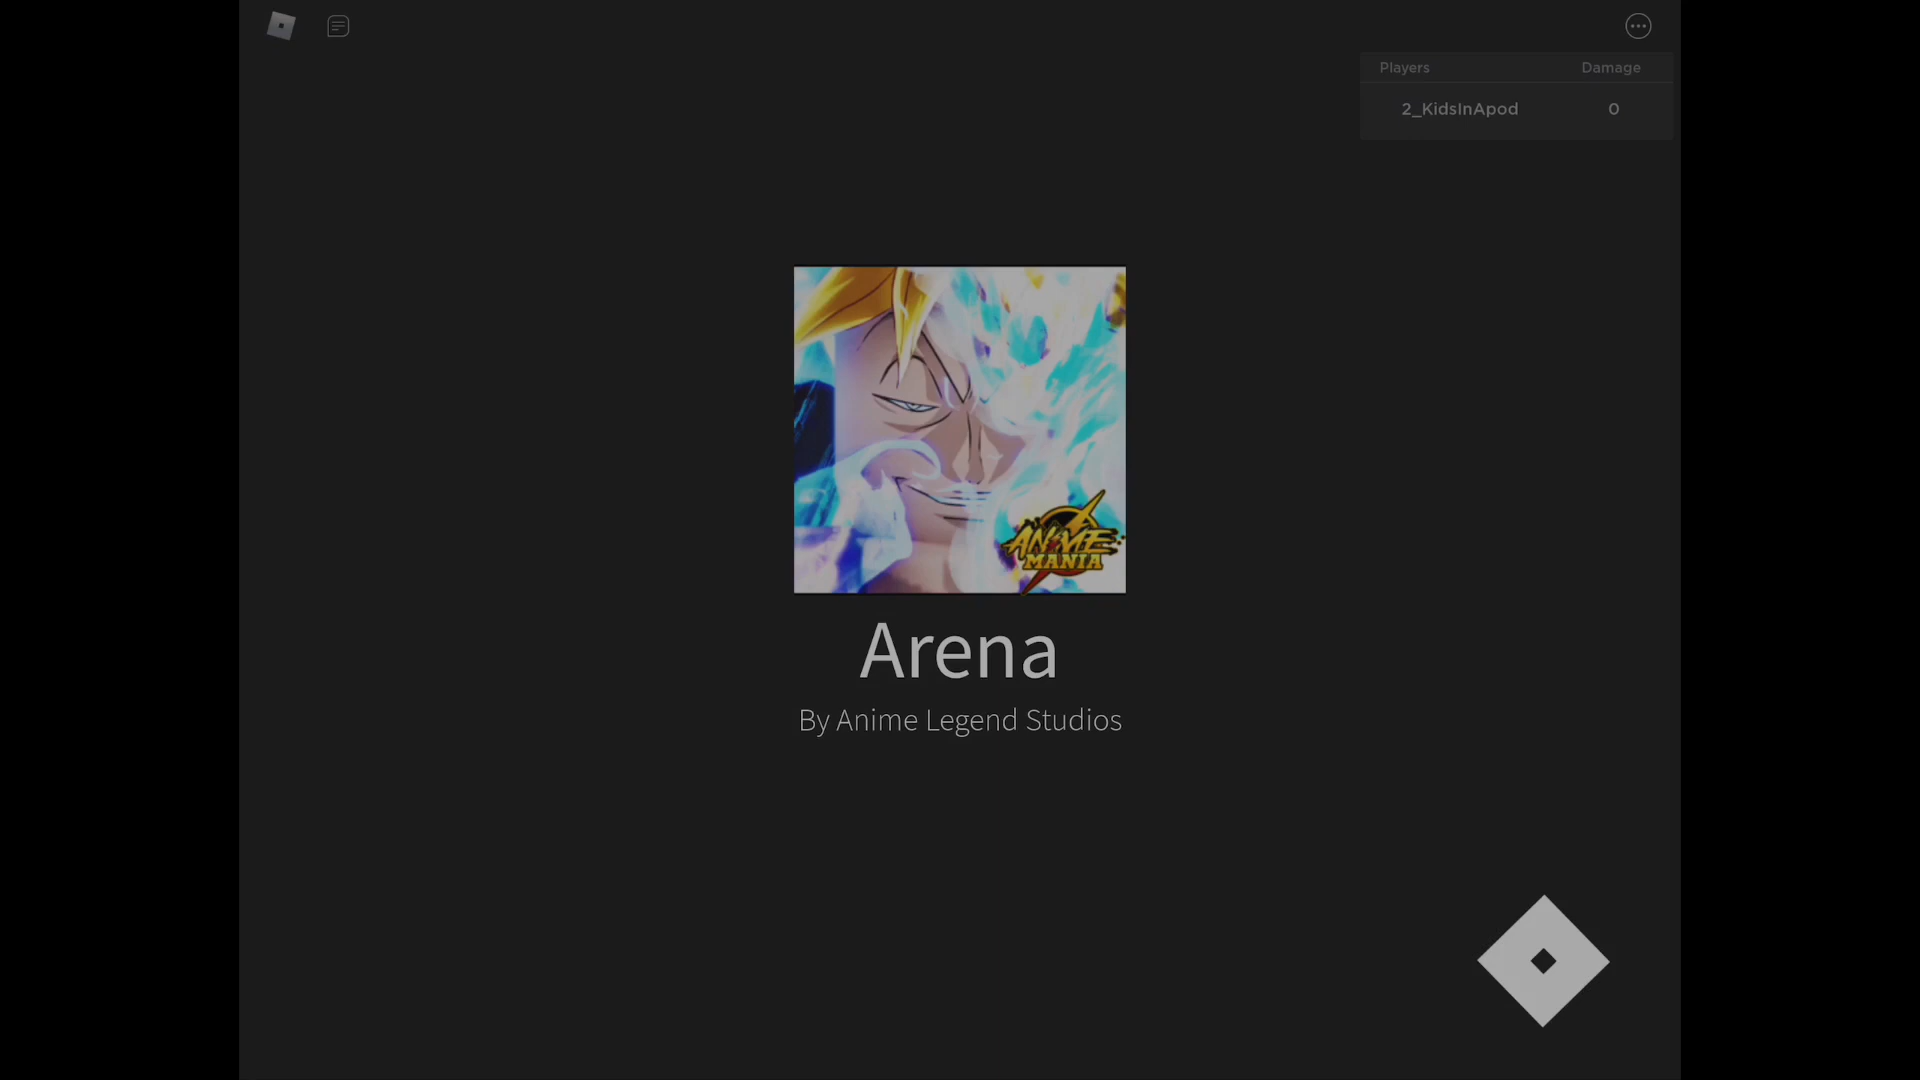 Players Damage
2_KidsInApod 0
ANIME
MANIA
Arena
By Anime Legend Studios